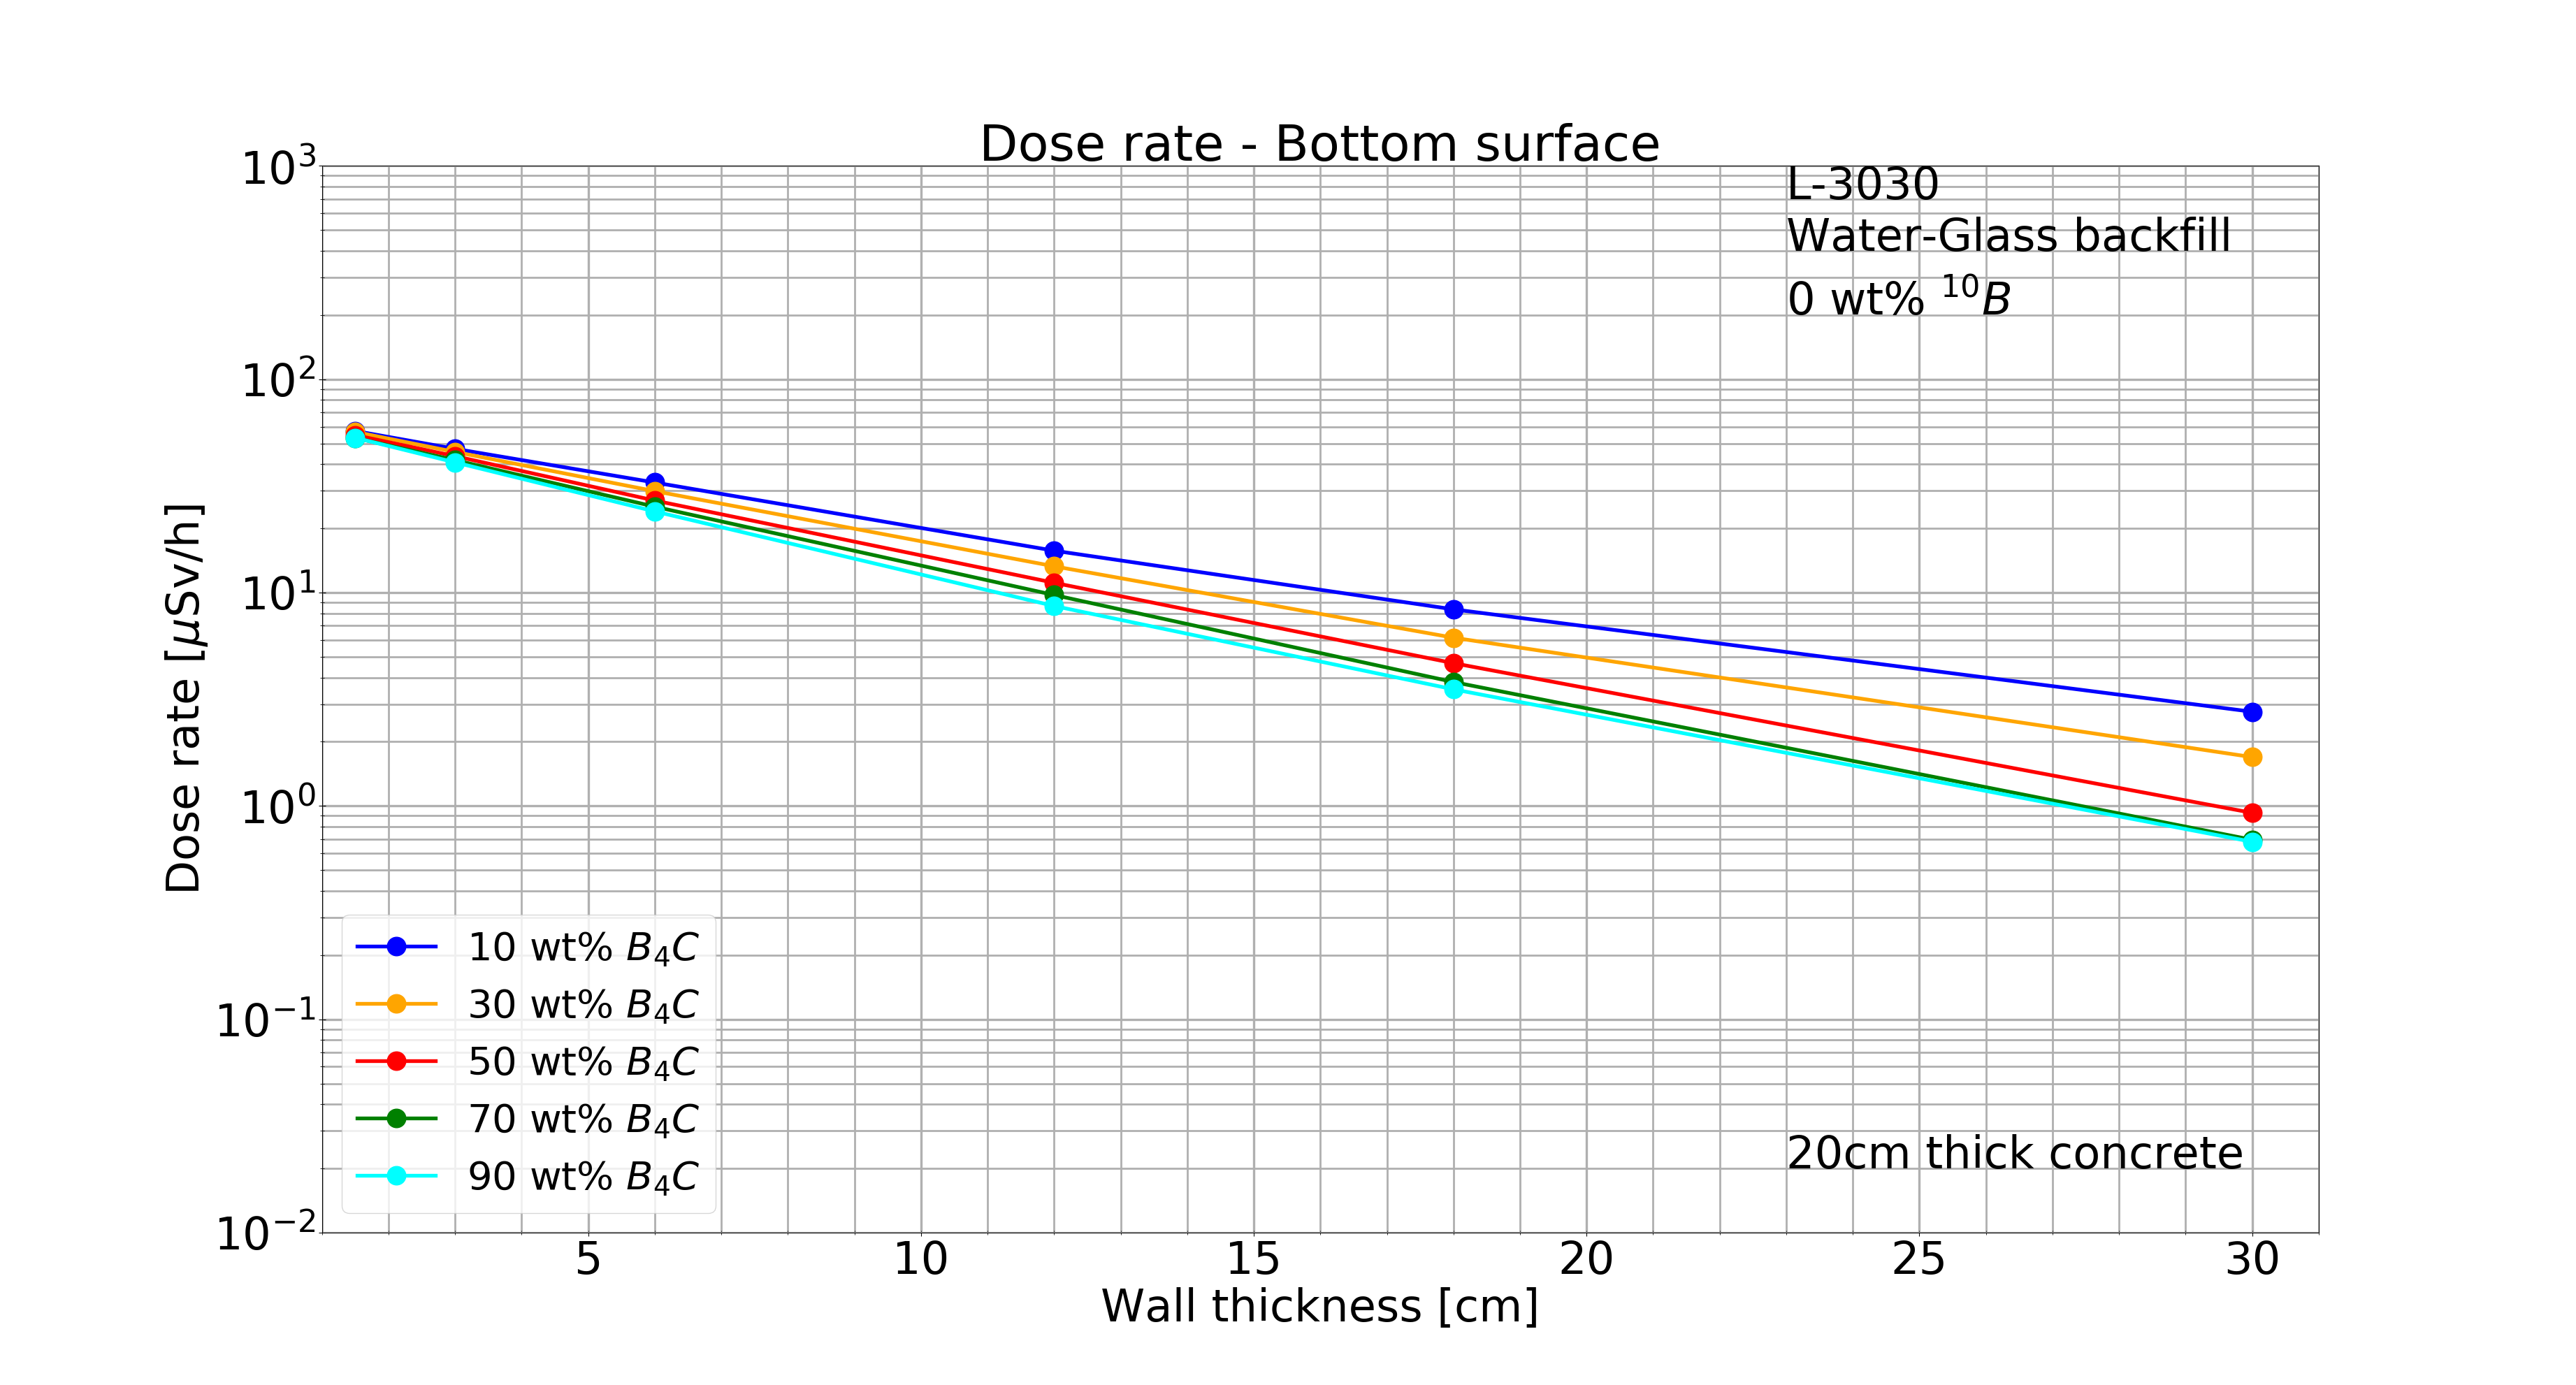 Dose rate - Bottom surface
L-3030
Water-Glass backfill
0 wt% ¹⁰B
10³
10²
10¹
10⁰
10⁻¹
10⁻²
Dose rate [μSv/h]
10 wt% B₄C
30 wt% B₄C
50 wt% B₄C
70 wt% B₄C
90 wt% B₄C
20cm thick concrete
5 10 15 20 25 30
Wall thickness [cm]